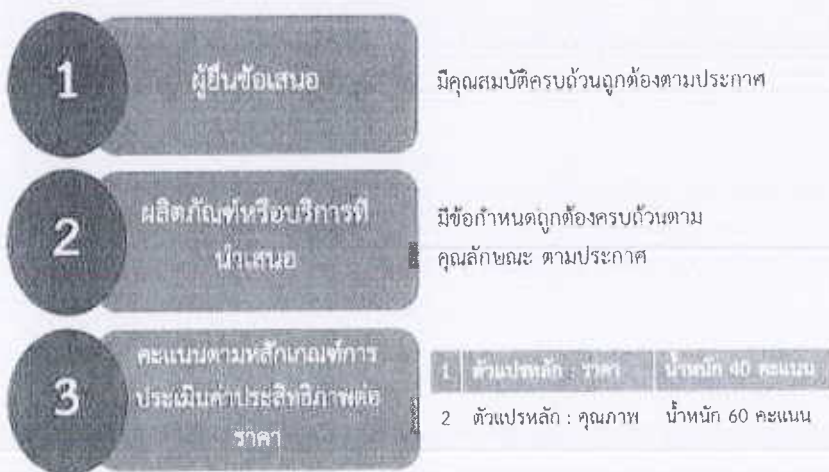 1
ผู้ยื่นข้อเสนอ
มีคุณสมบัติครบถ้วนถูกต้องตามประกาศ
2
ผลิตภัณฑ์หรือบริการที่
นำเสนอ
มีข้อกำหนดถูกต้องครบถ้วนตาม
คุณลักษณะ ตามประกาศ
3
คะแนนตามหลักเกณฑ์การ
ประเมินค่าประสิทธิภาพต่อ
ราคา
1 ตัวแปรหลัก : ราคา น้ำหนัก 40 คะแนน
2 ตัวแปรหลัก : คุณภาพ น้ำหนัก 60 คะแนน